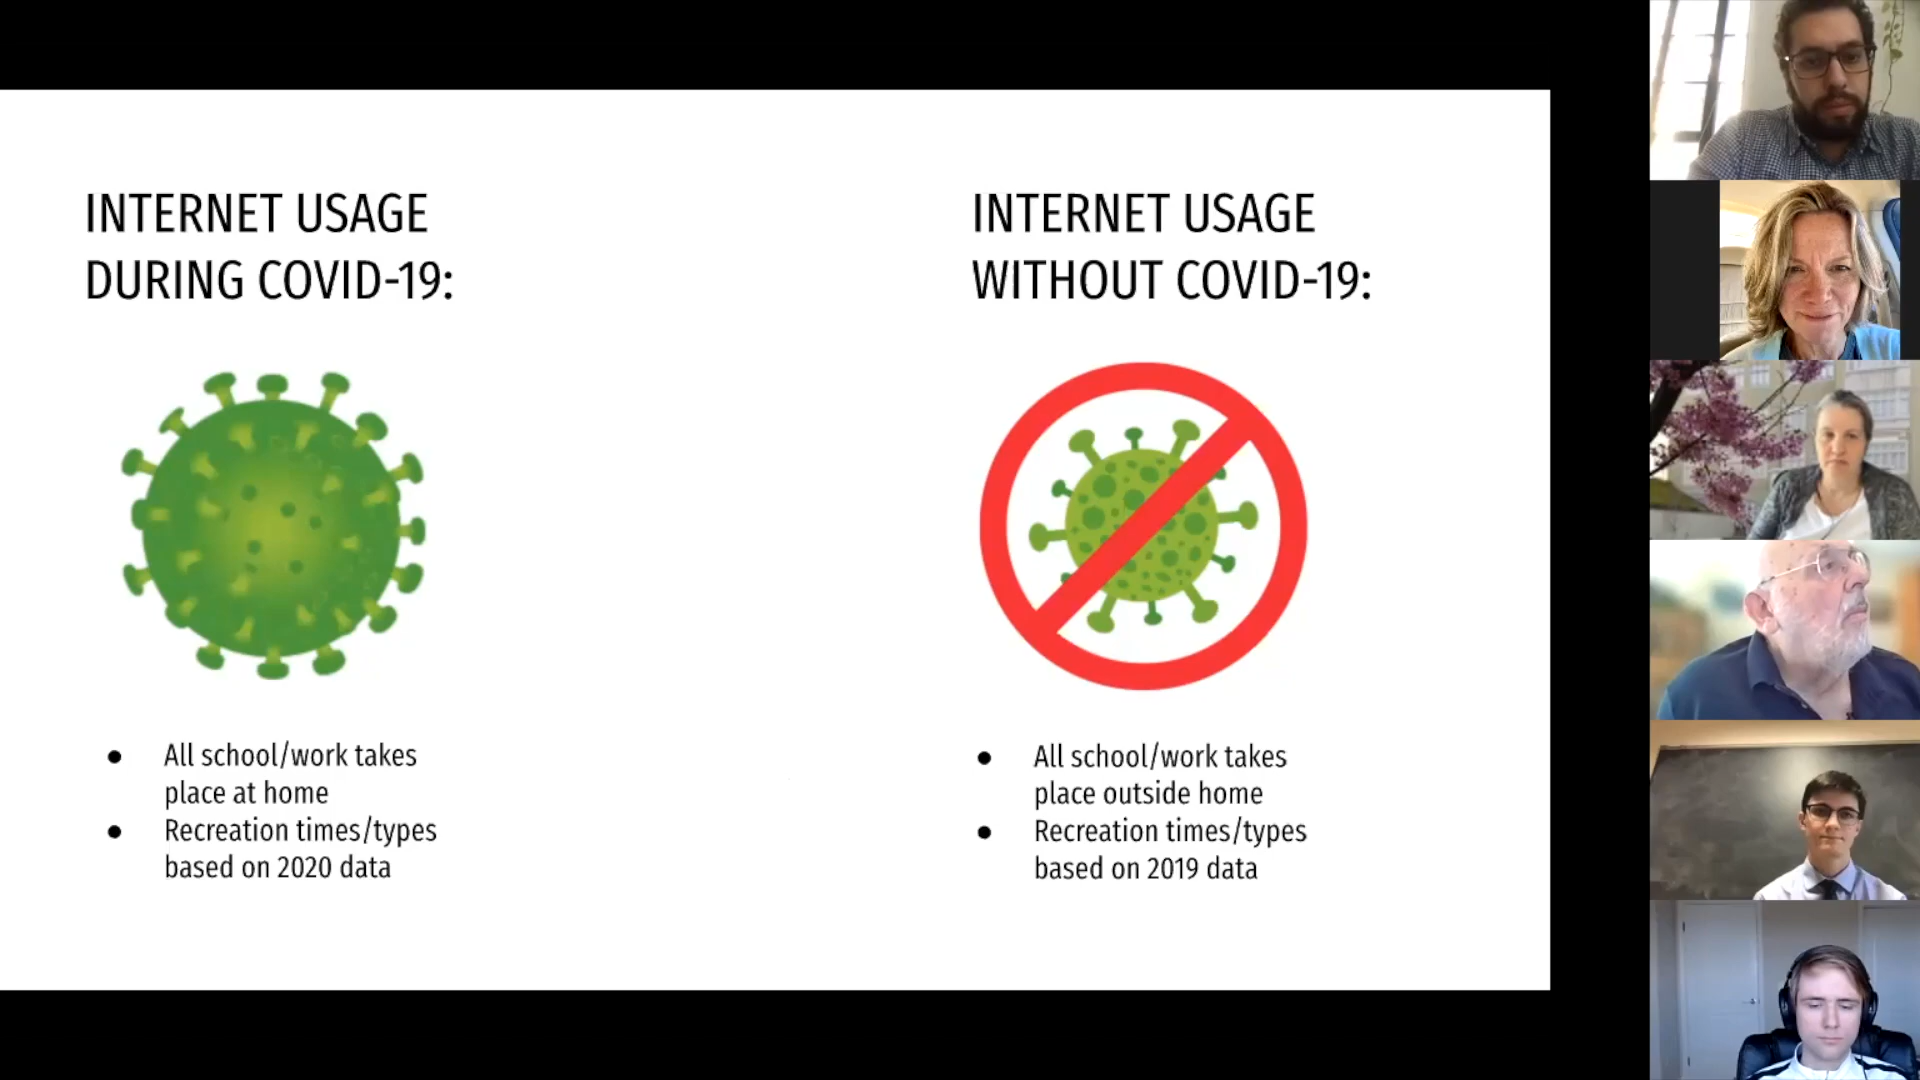 INTERNET USAGE
DURING COVID-19:
● All school/work takes
place at home
● Recreation times/types
based on 2020 data
INTERNET USAGE
WITHOUT COVID-19:
● All school/work takes
place outside home
● Recreation times/types
based on 2019 data